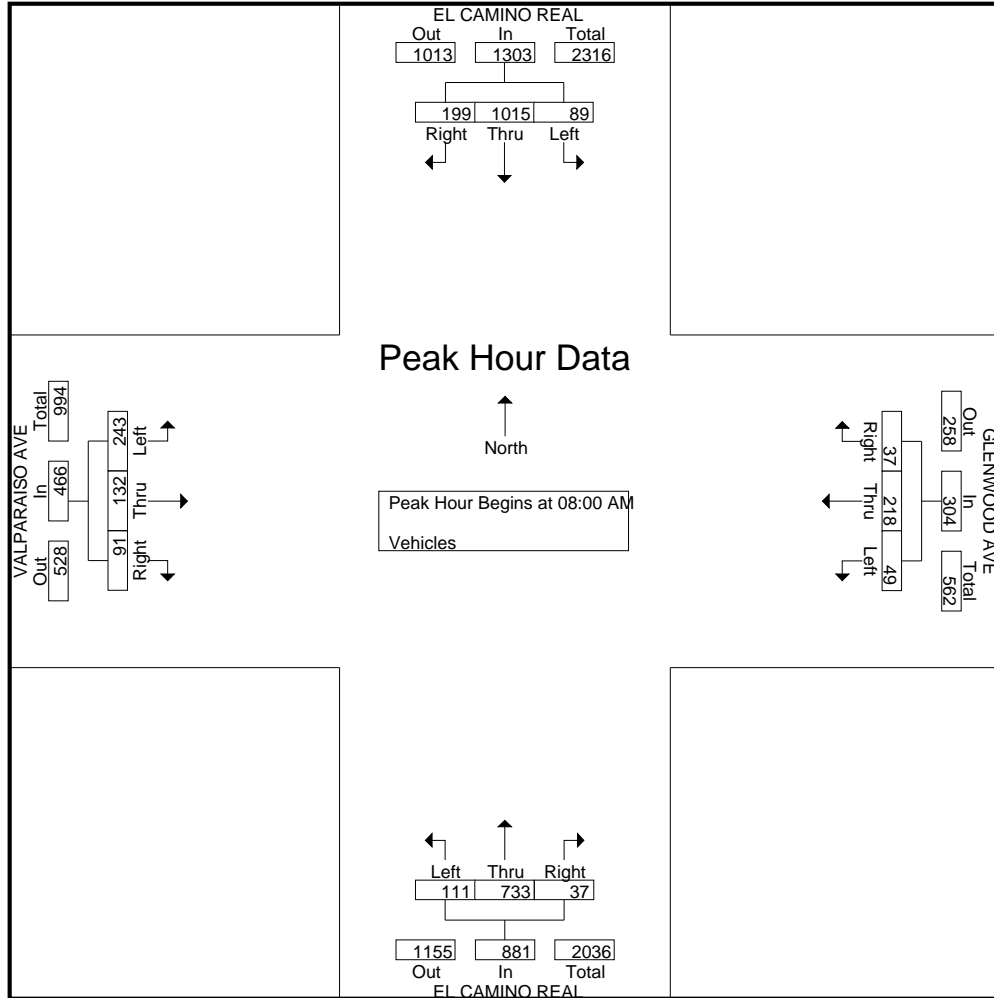 EL CAMINO REAL
Out In Total
1013 1303 2316
199 1015 89
Right Thru Left
Peak Hour Data
North
Peak Hour Begins at 08:00 AM
Vehicles
VALPARAISO AVE
Out In Total
528 466 994
Left Thru Right
243 132 91
GLENWOOD AVE
Out In Total
258 304 562
Right Thru Left
37 218 49
Left Thru Right
111 733 37
1155 881 2036
Out In Total
EL CAMINO REAL